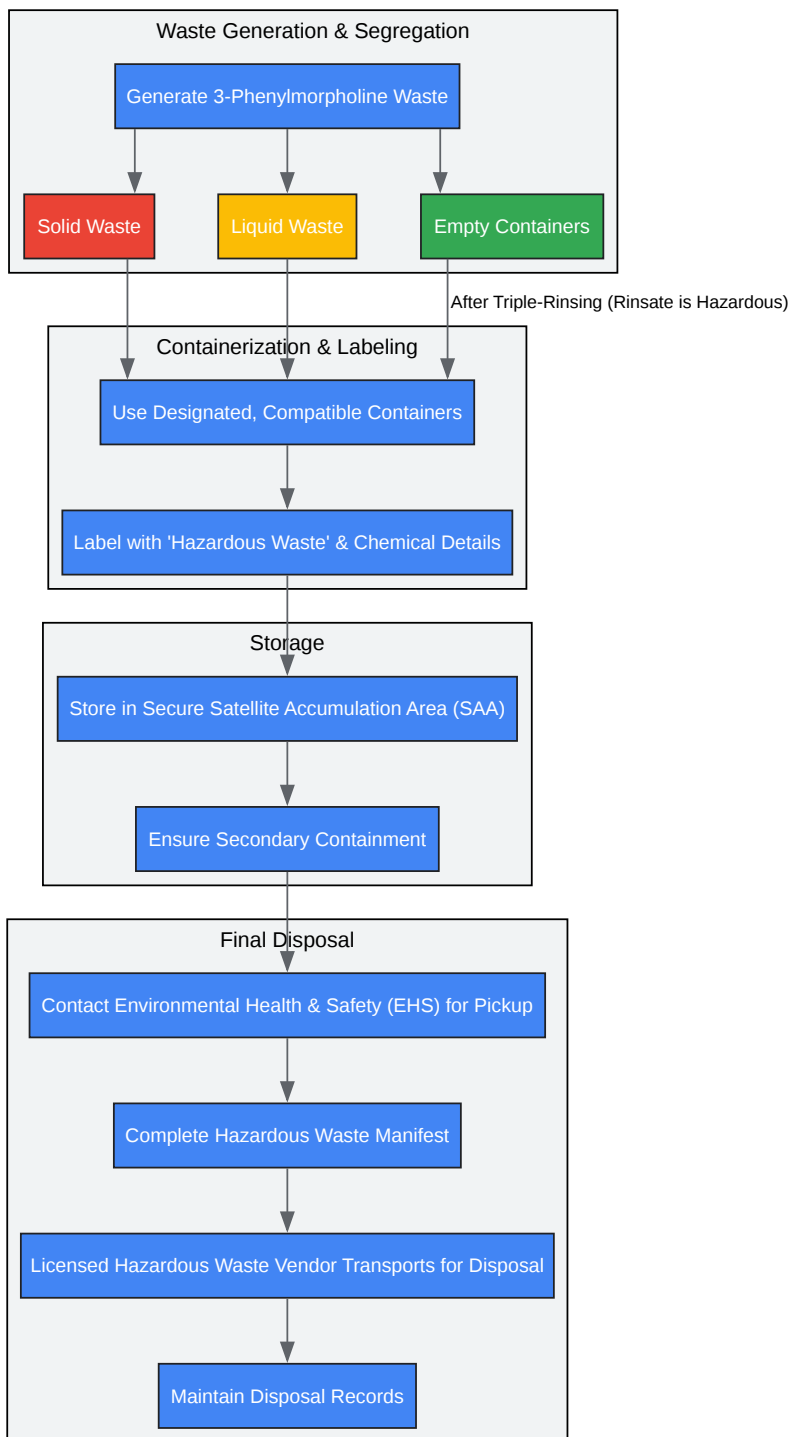 Waste Generation & Segregation
Generate 3-Phenylmorpholine Waste
Solid Waste
Liquid Waste
Empty Containers
After Triple-Rinsing (Rinsate is Hazardous)
Containerization & Labeling
Use Designated, Compatible Containers
Label with 'Hazardous Waste' & Chemical Details
Storage
Store in Secure Satellite Accumulation Area (SAA)
Ensure Secondary Containment
Final Disposal
Contact Environmental Health & Safety (EHS) for Pickup
Complete Hazardous Waste Manifest
Licensed Hazardous Waste Vendor Transports for Disposal
Maintain Disposal Records